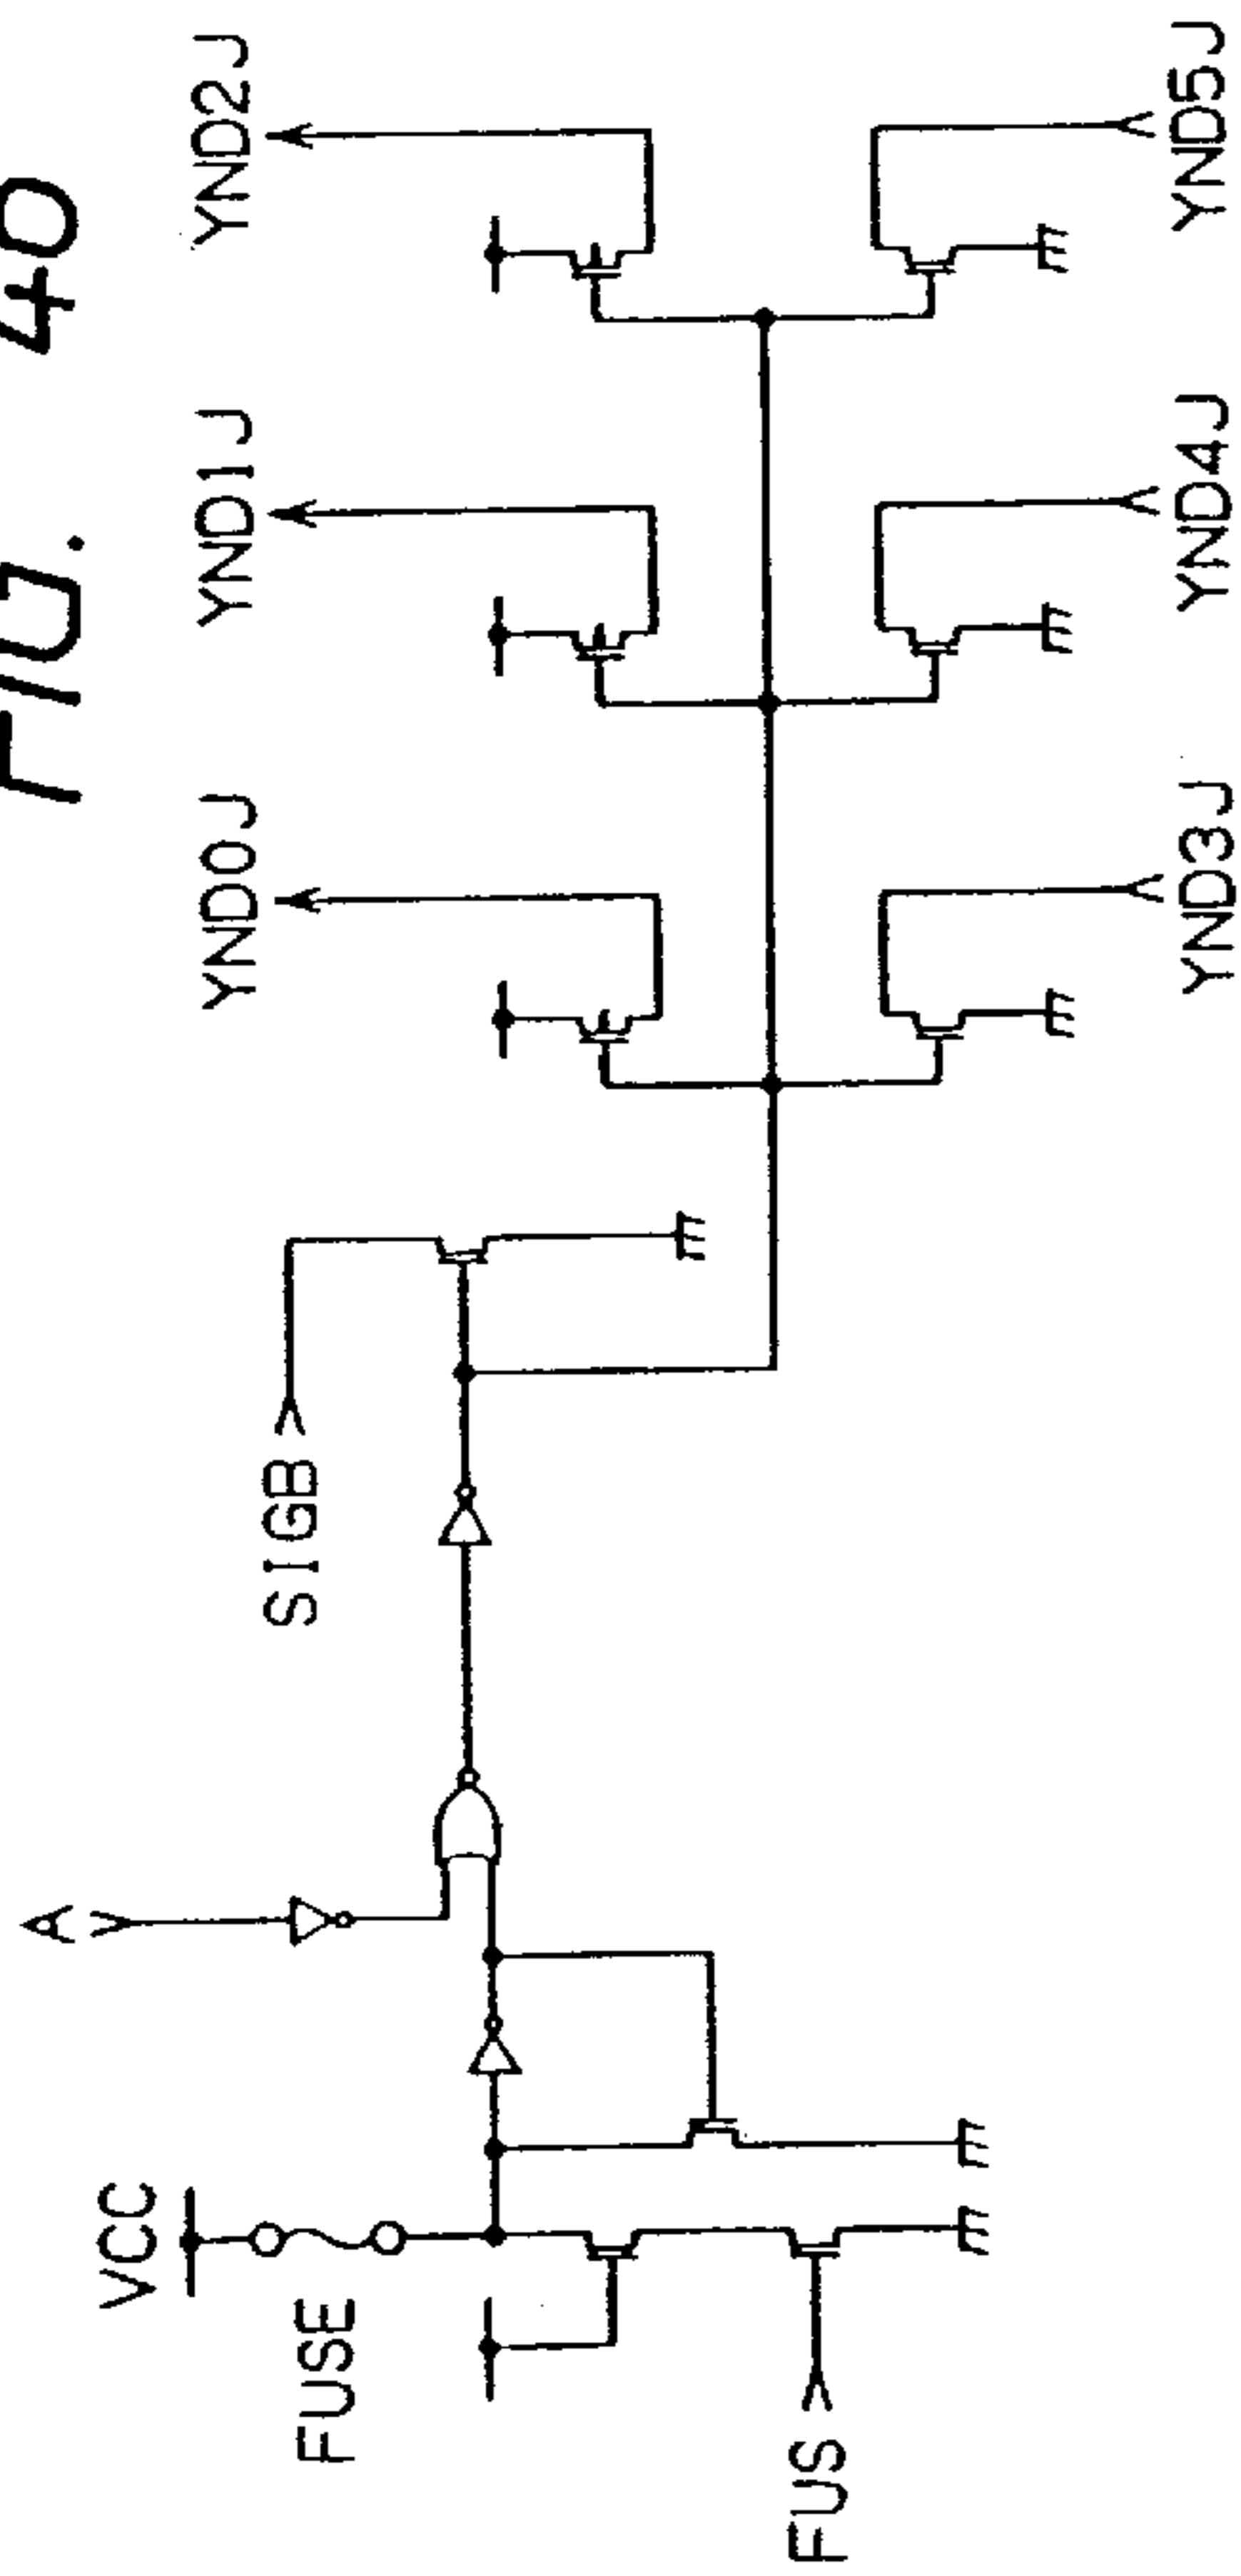 FIG. 40
YND0J
YND1J
YND2J
A
SIGB
VCC
FUSE
FUS
YND3J
YND4J
YND5J